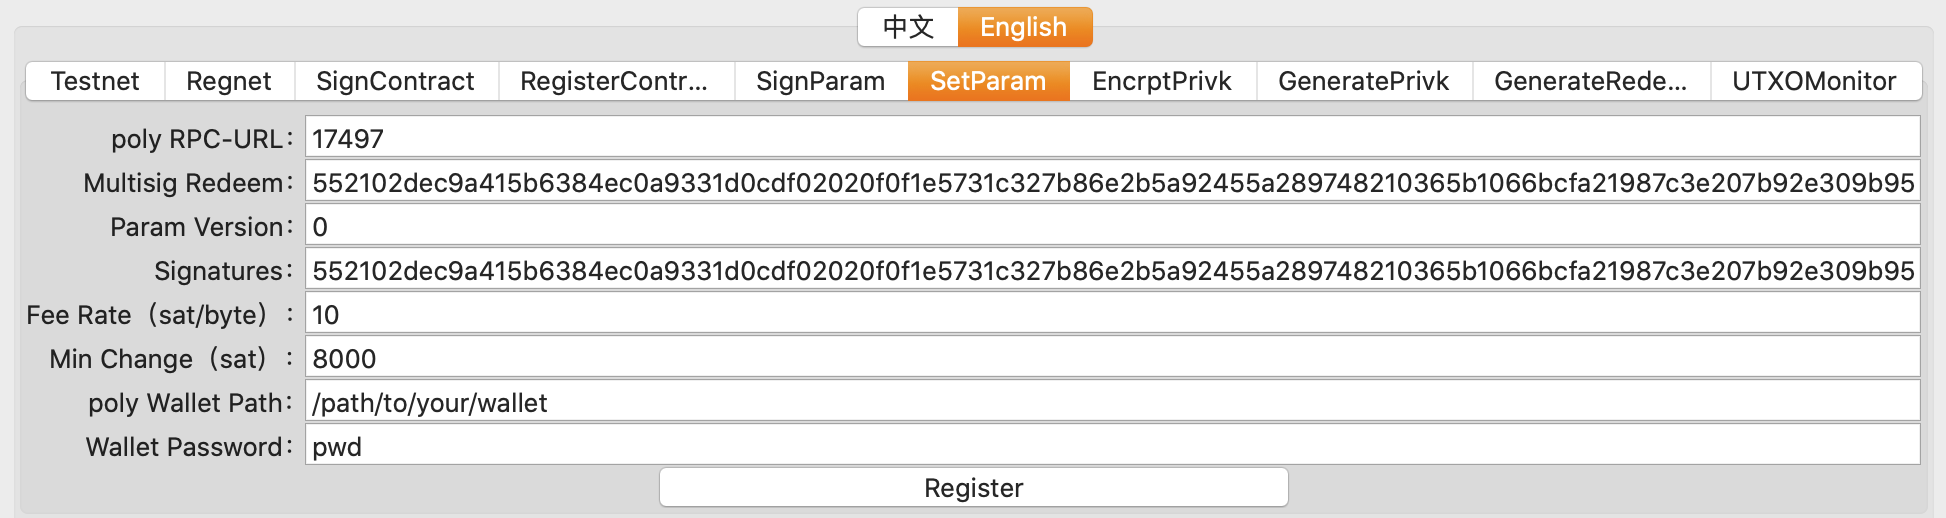 中文 English
Testnet Regnet SignContract RegisterContr... SignParam SetParam EncrptPrivk GeneratePrivk GenerateRede... UTXOMonitor
poly RPC-URL: 17497
Multisig Redeem: 552102dec9a415b6384ec0a9331d0cdf02020f0f1e5731c327b86e2b5a92455a289748210365b1066bcfa21987c3e207b92e309b95
Param Version: 0
Signatures: 552102dec9a415b6384ec0a9331d0cdf02020f0f1e5731c327b86e2b5a92455a289748210365b1066bcfa21987c3e207b92e309b95
Fee Rate（sat/byte）: 10
Min Change（sat）: 8000
poly Wallet Path: /path/to/your/wallet
Wallet Password: pwd
Register